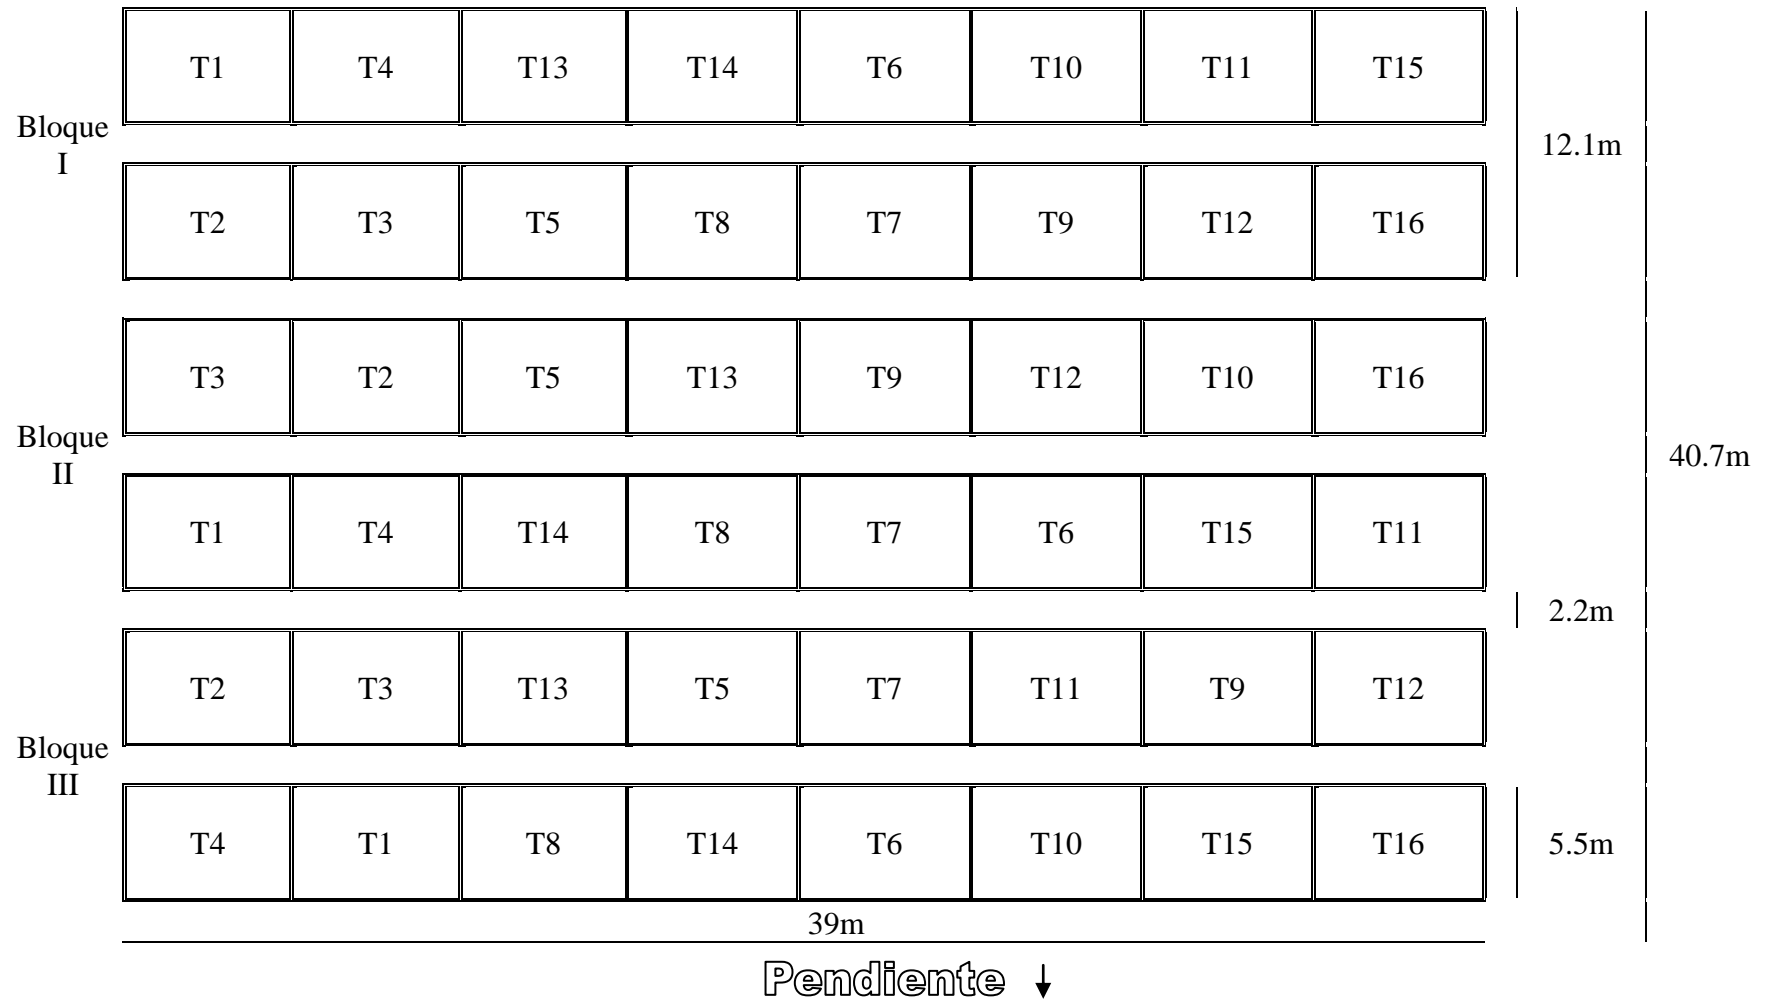 T1 T4 T13 T14 T6 T10 T11 T15
Bloque
I
12.1m
T2 T3 T5 T8 T7 T9 T12 T16
T3 T2 T5 T13 T9 T12 T10 T16
Bloque
II
40.7m
T1 T4 T14 T8 T7 T6 T15 T11
2.2m
T2 T3 T13 T5 T7 T11 T9 T12
Bloque
III
T4 T1 T8 T14 T6 T10 T15 T16
5.5m
39m
Pendiente